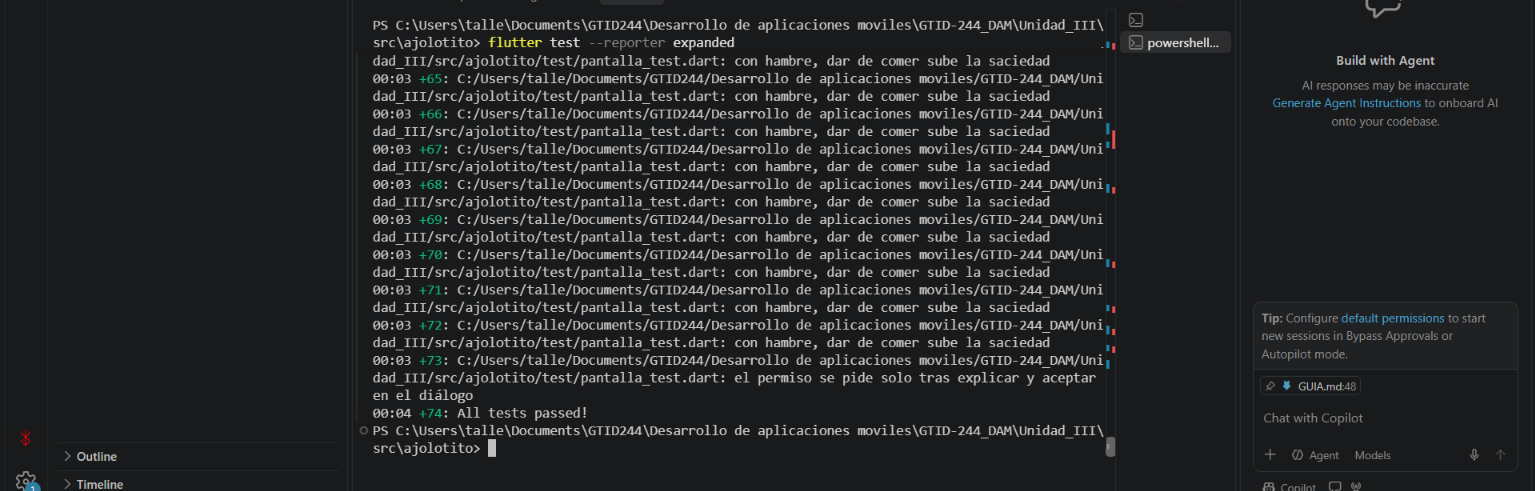 PS C:\Users\talle\Documents\GTID244\Desarrollo de aplicaciones moviles\GTID-244_DAM\Unidad_III\
src\ajolotito> flutter test --reporter expanded
dad_III/src/ajolotito/test/pantalla_test.dart: con hambre, dar de comer sube la saciedad
00:03 +65: C:/Users/talle/Documents/GTID244/Desarrollo de aplicaciones moviles/GTID-244_DAM/Uni
dad_III/src/ajolotito/test/pantalla_test.dart: con hambre, dar de comer sube la saciedad
00:03 +66: C:/Users/talle/Documents/GTID244/Desarrollo de aplicaciones moviles/GTID-244_DAM/Uni
dad_III/src/ajolotito/test/pantalla_test.dart: con hambre, dar de comer sube la saciedad
00:03 +67: C:/Users/talle/Documents/GTID244/Desarrollo de aplicaciones moviles/GTID-244_DAM/Uni
dad_III/src/ajolotito/test/pantalla_test.dart: con hambre, dar de comer sube la saciedad
00:03 +68: C:/Users/talle/Documents/GTID244/Desarrollo de aplicaciones moviles/GTID-244_DAM/Uni
dad_III/src/ajolotito/test/pantalla_test.dart: con hambre, dar de comer sube la saciedad
00:03 +69: C:/Users/talle/Documents/GTID244/Desarrollo de aplicaciones moviles/GTID-244_DAM/Uni
dad_III/src/ajolotito/test/pantalla_test.dart: con hambre, dar de comer sube la saciedad
00:03 +70: C:/Users/talle/Documents/GTID244/Desarrollo de aplicaciones moviles/GTID-244_DAM/Uni
dad_III/src/ajolotito/test/pantalla_test.dart: con hambre, dar de comer sube la saciedad
00:03 +71: C:/Users/talle/Documents/GTID244/Desarrollo de aplicaciones moviles/GTID-244_DAM/Uni
dad_III/src/ajolotito/test/pantalla_test.dart: con hambre, dar de comer sube la saciedad
00:03 +72: C:/Users/talle/Documents/GTID244/Desarrollo de aplicaciones moviles/GTID-244_DAM/Uni
dad_III/src/ajolotito/test/pantalla_test.dart: con hambre, dar de comer sube la saciedad
00:03 +73: C:/Users/talle/Documents/GTID244/Desarrollo de aplicaciones moviles/GTID-244_DAM/Uni
dad_III/src/ajolotito/test/pantalla_test.dart: el permiso se pide solo tras explicar y aceptar
en el diálogo
00:04 +74: All tests passed!
PS C:\Users\talle\Documents\GTID244\Desarrollo de aplicaciones moviles\GTID-244_DAM\Unidad_III\
src\ajolotito>
Outline
Timeline
1
powershell...
Build with Agent
AI responses may be inaccurate
Generate Agent Instructions to onboard AI
onto your codebase.
Tip: Configure default permissions to start
new sessions in Bypass Approvals or
Autopilot mode.
GUIA.md:48
Chat with Copilot
Agent Models
Copilot